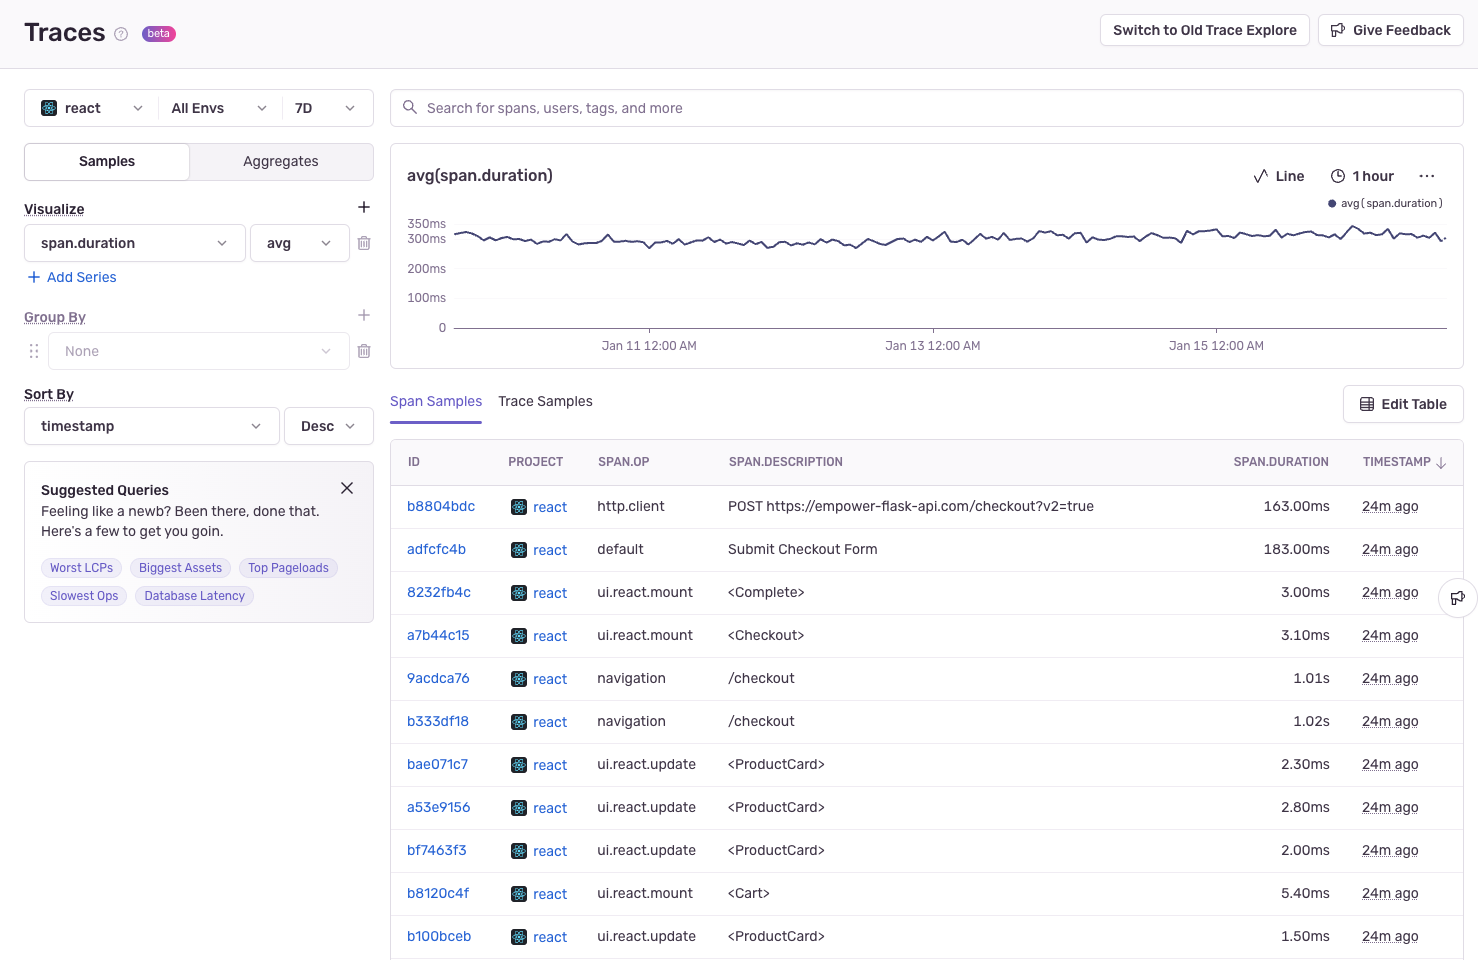 Traces ? beta
Switch to Old Trace Explore
Give Feedback
react
All Envs
7D
Search for spans, users, tags, and more
Samples
Aggregates
Visualize
span.duration
avg
Add Series
Group By
None
Sort By
timestamp
Desc
Suggested Queries
Feeling like a newb? Been there, done that.
Here's a few to get you goin.
Worst LCPs Biggest Assets Top Pageloads
Slowest Ops Database Latency
avg(span.duration)
Line
1 hour
avg(span.duration)
350ms
300ms
200ms
100ms
0
Jan 11 12:00 AM Jan 13 12:00 AM Jan 15 12:00 AM
Span Samples Trace Samples
Edit Table
ID PROJECT SPAN.OP SPAN.DESCRIPTION SPAN.DURATION TIMESTAMP
b8804bdc react http.client POST https://empower-flask-api.com/checkout?v2=true 163.00ms 24m ago
adfcfc4b react default Submit Checkout Form 183.00ms 24m ago
8232fb4c react ui.react.mount <Complete> 3.00ms 24m ago
a7b44c15 react ui.react.mount <Checkout> 3.10ms 24m ago
9acdca76 react navigation /checkout 1.01s 24m ago
b333df18 react navigation /checkout 1.02s 24m ago
bae071c7 react ui.react.update <ProductCard> 2.30ms 24m ago
a53e9156 react ui.react.update <ProductCard> 2.80ms 24m ago
bf7463f3 react ui.react.update <ProductCard> 2.00ms 24m ago
b8120c4f react ui.react.mount <Cart> 5.40ms 24m ago
b100bceb react ui.react.update <ProductCard> 1.50ms 24m ago